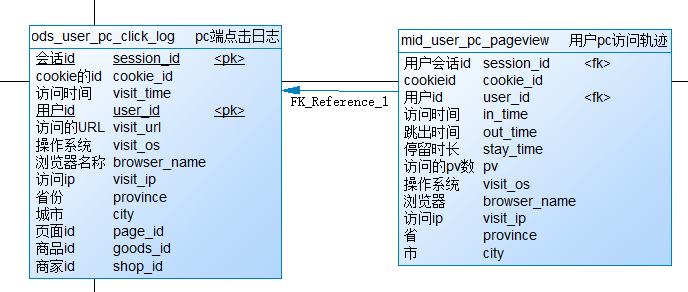 ods_user_pc_click_log pc端点击日志
会话id session_id <pk>
cookie的id cookie_id
访问时间 visit_time
用户id user_id <pk>
访问的URL visit_url
操作系统 visit_os
浏览器名称 browser_name
访问ip visit_ip
省份 province
城市 city
页面id page_id
商品id goods_id
商家id shop_id
FK_Reference_1
mid_user_pc_pageview 用户pc访问轨迹
用户会话id session_id <fk>
cookieid cookie_id
用户id user_id <fk>
访问时间 in_time
跳出时间 out_time
停留时长 stay_time
访问的pv数 pv
操作系统 visit_os
浏览器 browser_name
访问ip visit_ip
省 province
市 city